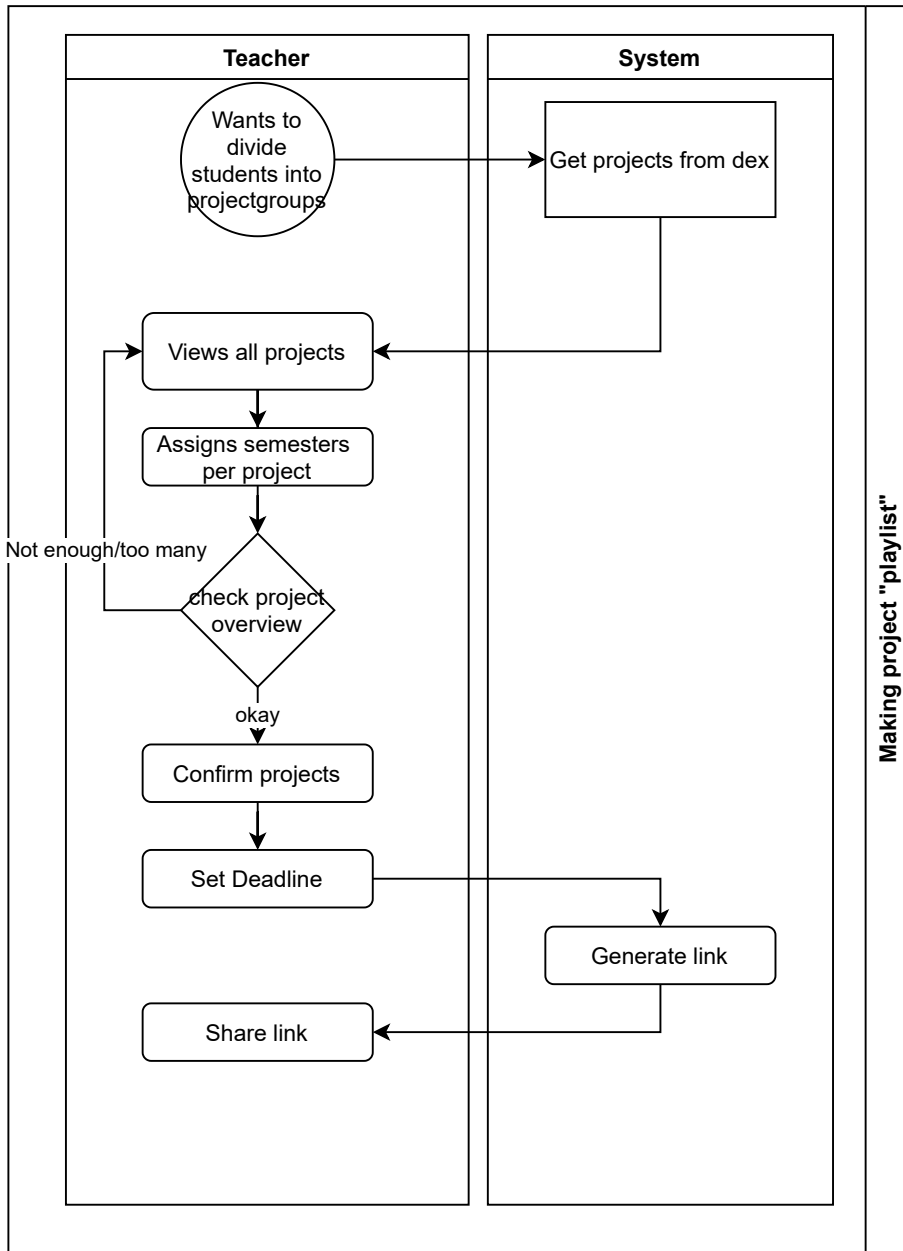 Teacher
System
Wants to
divide
students into
projectgroups
Get projects from dex
Views all projects
Assigns semesters
per project
Not enough/too many
check project
overview
okay
Confirm projects
Set Deadline
Generate link
Share link
Making project "playlist"